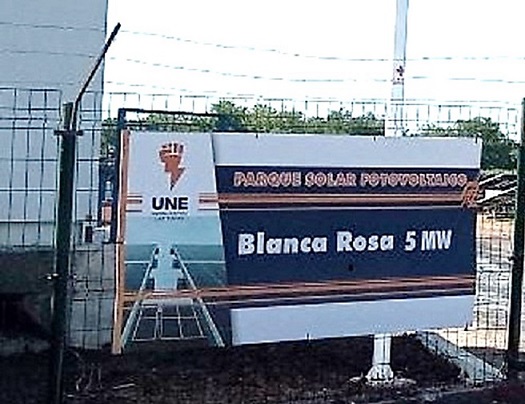 PARQUE SOLAR FOTOVOLTAICO
UNE
Blanca Rosa 5 MW